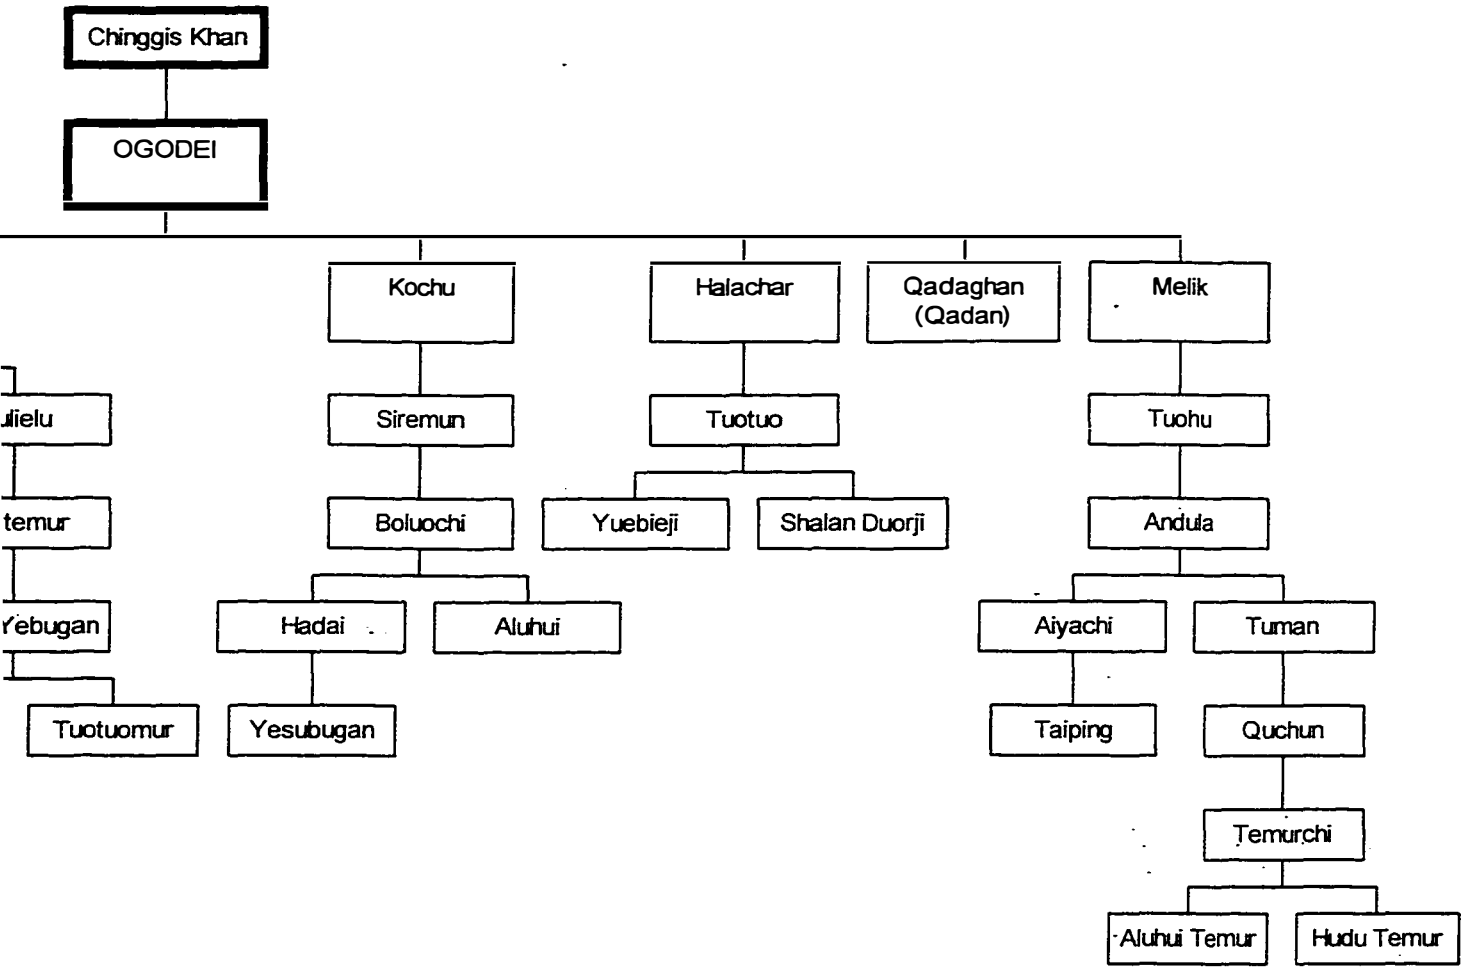 Chinggis Khan
OGODEI
Kochu
Halachar
Qadaghan
(Qadan)
Melik
Siremun
Tuotuo
Tuohu
temur
Boluochi
Yuebieji
Shalan Duorji
Andula
Yebugan
Hadai
Aluhui
Aiyachi
Tuman
Tuotuomur
Yesubugan
Taiping
Quchun
Temurchi
Aluhui Temur
Hudu Temur